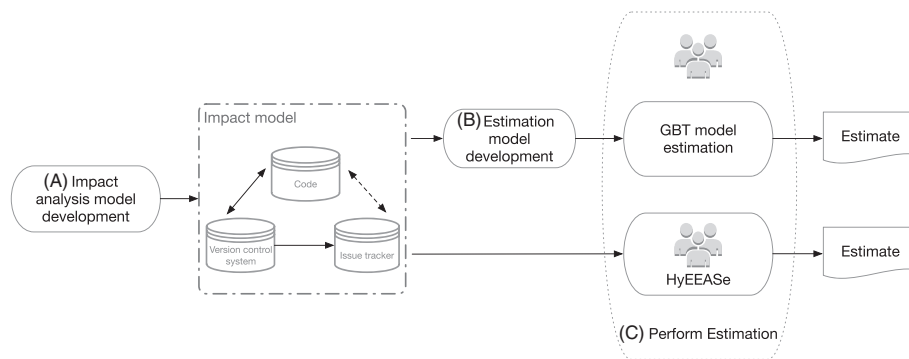 (A) Impact
analysis model
development
Impact model
Code
Version control
system
Issue tracker
(B) Estimation
model
development
GBT model
estimation
Estimate
HyEEASe
Estimate
(C) Perform Estimation